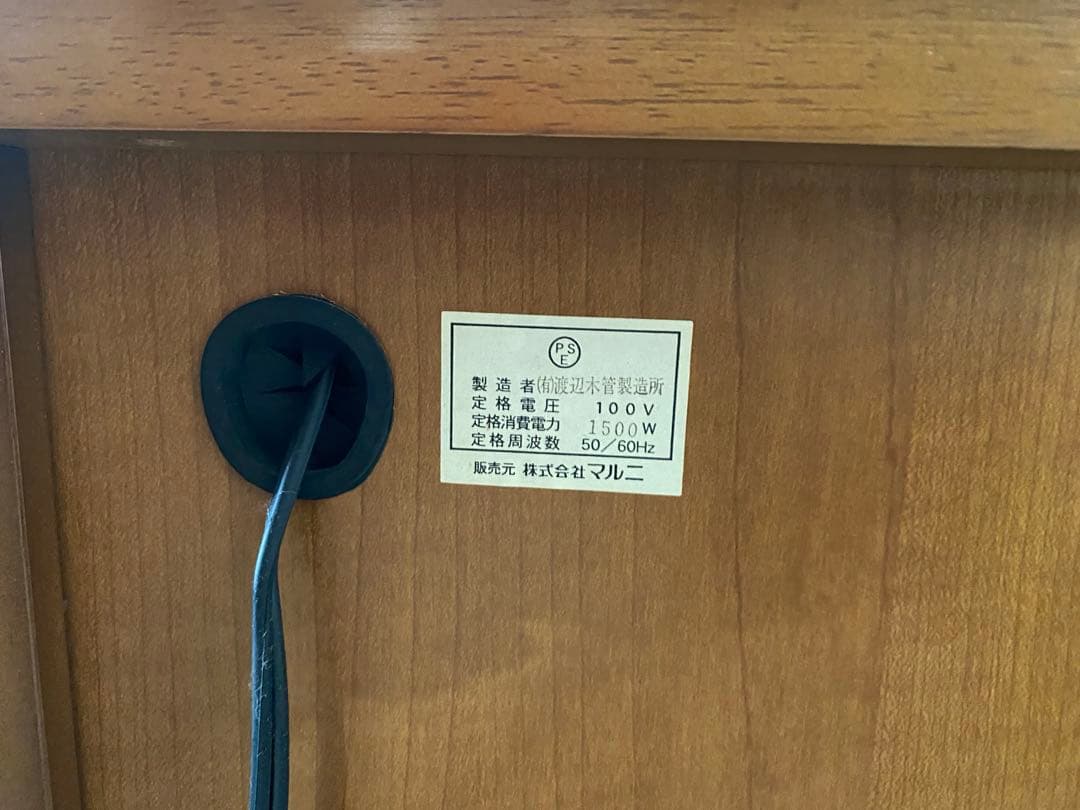 PSE
製造者 (有)渡辺木管製造所
定格電圧 100V
定格消費電力 1500W
定格周波数 50/60Hz
販売元 株式会社マルニ